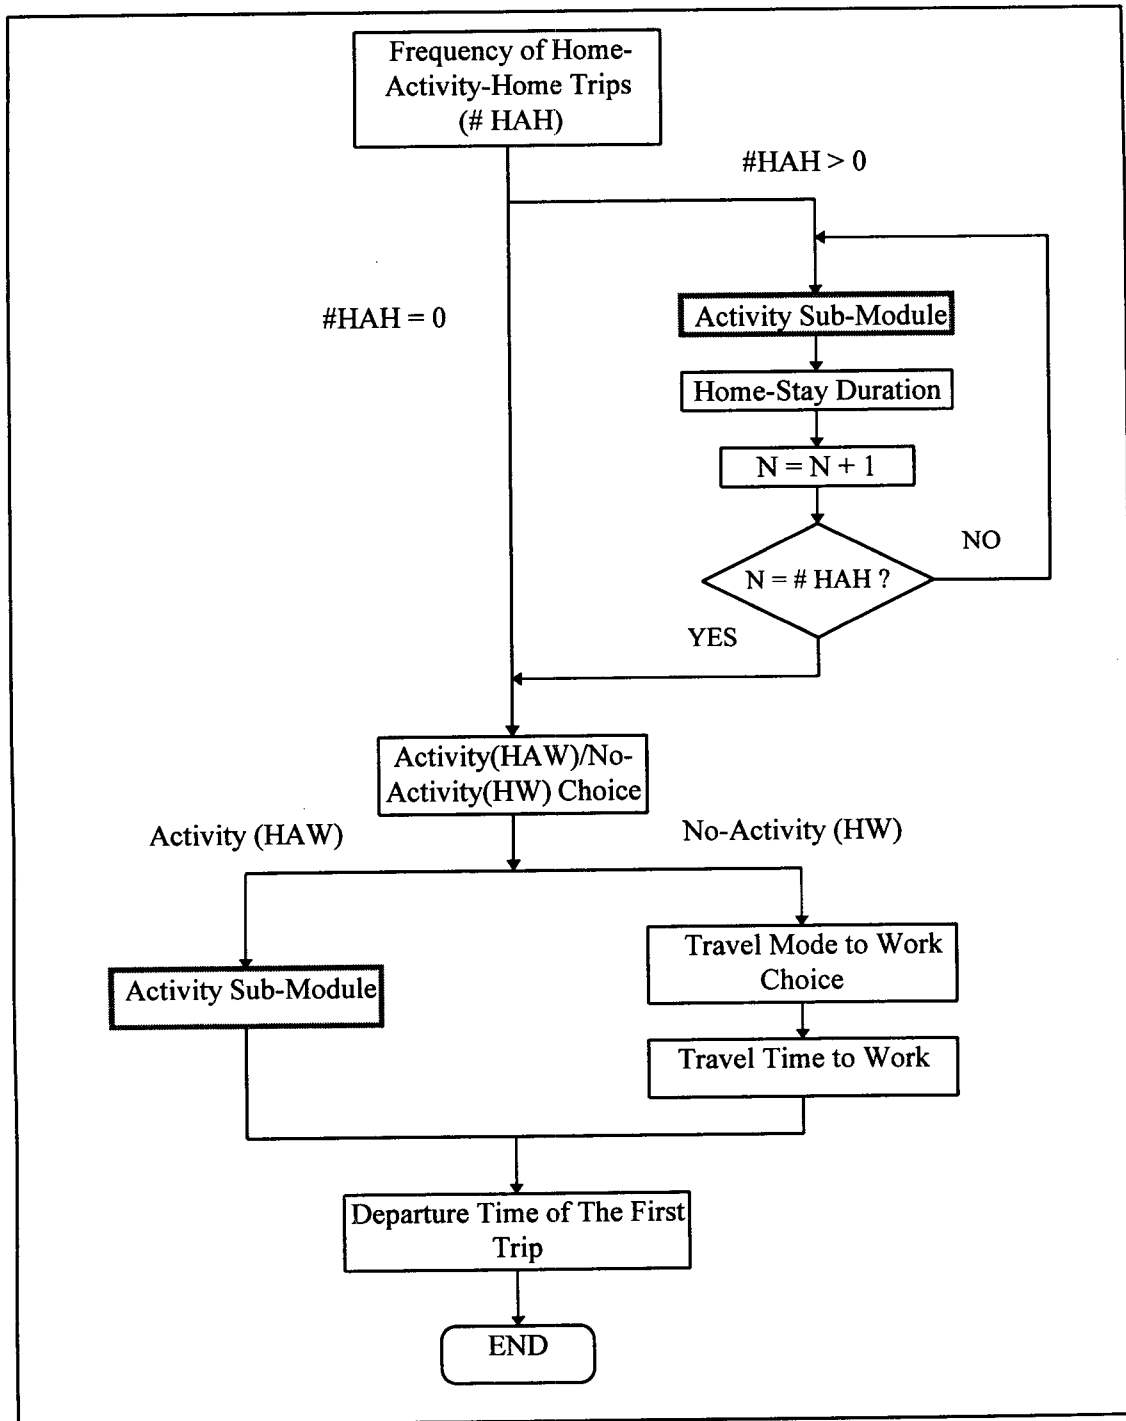 Frequency of Home-
Activity-Home Trips
(# HAH)
#HAH > 0
#HAH = 0
Activity Sub-Module
Home-Stay Duration
N = N + 1
N = # HAH ?
NO
YES
Activity(HAW)/No-
Activity(HW) Choice
Activity (HAW)
No-Activity (HW)
Travel Mode to Work
Choice
Activity Sub-Module
Travel Time to Work
Departure Time of The First
Trip
END